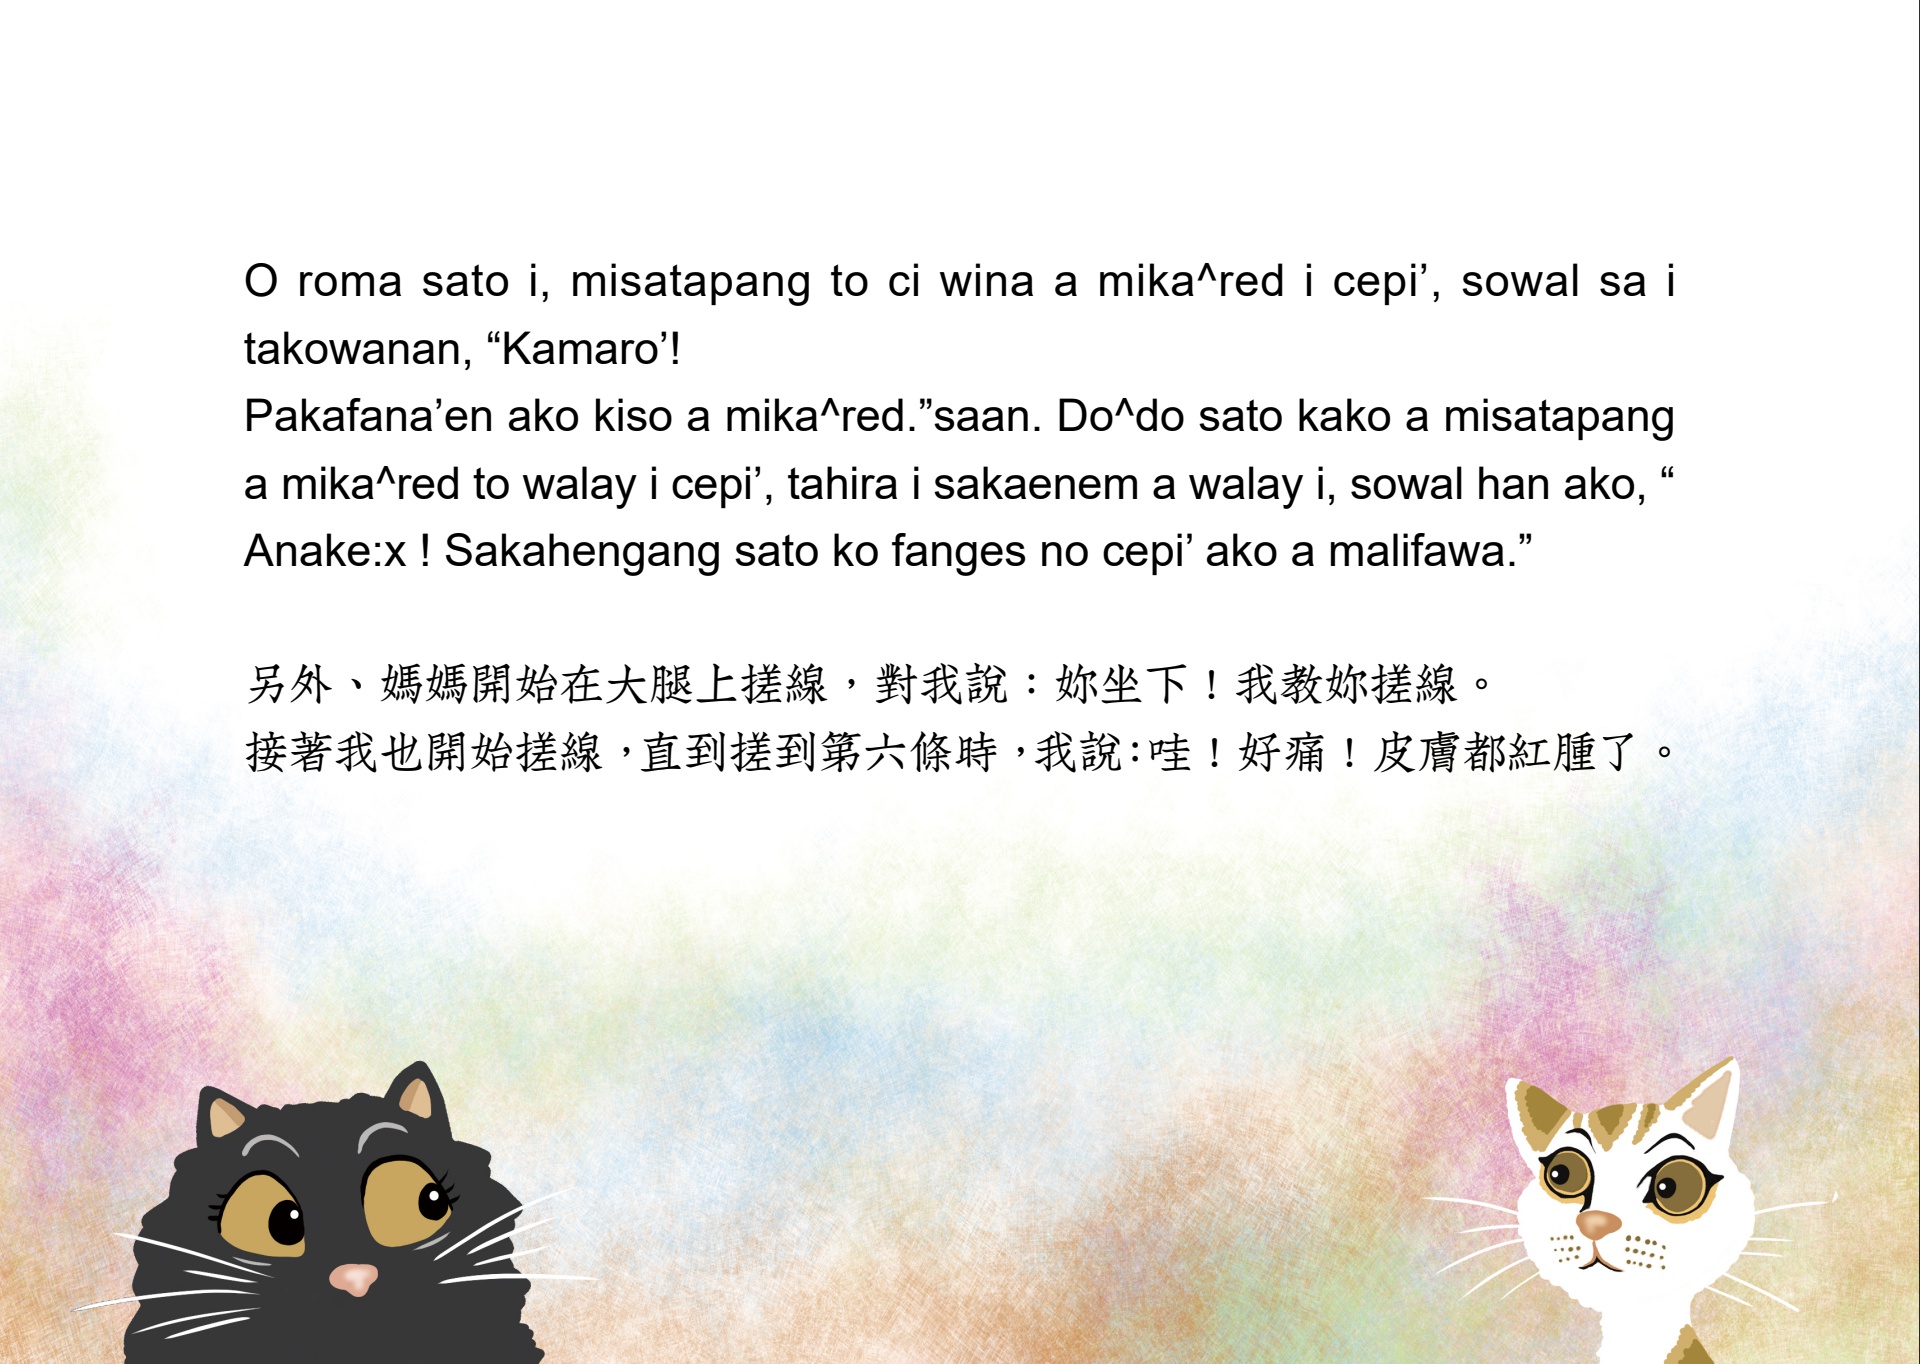 O roma sato i, misatapang to ci wina a mika^red i cepi’, sowal sa i
takowanan, “Kamaro’!
Pakafana’en ako kiso a mika^red.”saan. Do^do sato kako a misatapang
a mika^red to walay i cepi’, tahira i sakaenem a walay i, sowal han ako, “
Anake:x ! Sakahengang sato ko fanges no cepi’ ako a malifawa.”
另外、媽媽開始在大腿上搓線，對我說：妳坐下！我教妳搓線。
接著我也開始搓線，直到搓到第六條時，我說：哇！好痛！皮膚都紅腫了。